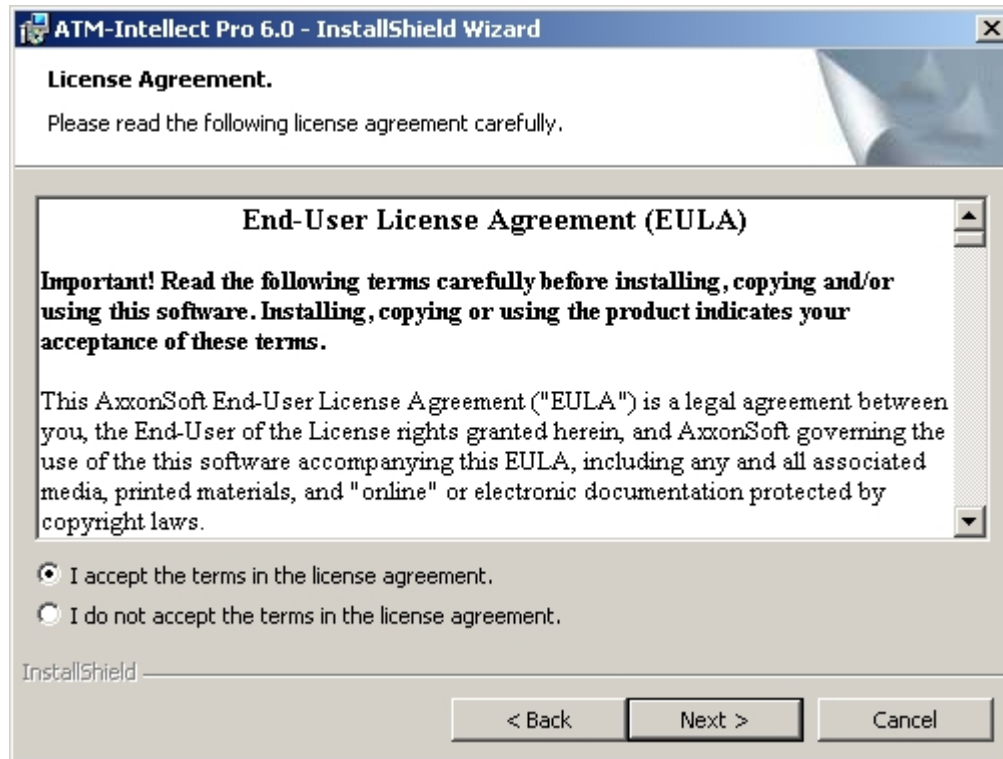 ATM-Intellect Pro 6.0 - InstallShield Wizard
License Agreement.
Please read the following license agreement carefully.
End-User License Agreement (EULA)
Important! Read the following terms carefully before installing, copying and/or
using this software. Installing, copying or using the product indicates your
acceptance of these terms.
This AxxonSoft End-User License Agreement ("EULA") is a legal agreement between
you, the End-User of the License rights granted herein, and AxxonSoft governing the
use of the this software accompanying this EULA, including any and all associated
media, printed materials, and "online" or electronic documentation protected by
copyright laws.
I accept the terms in the license agreement.
I do not accept the terms in the license agreement.
InstallShield
< Back Next > Cancel